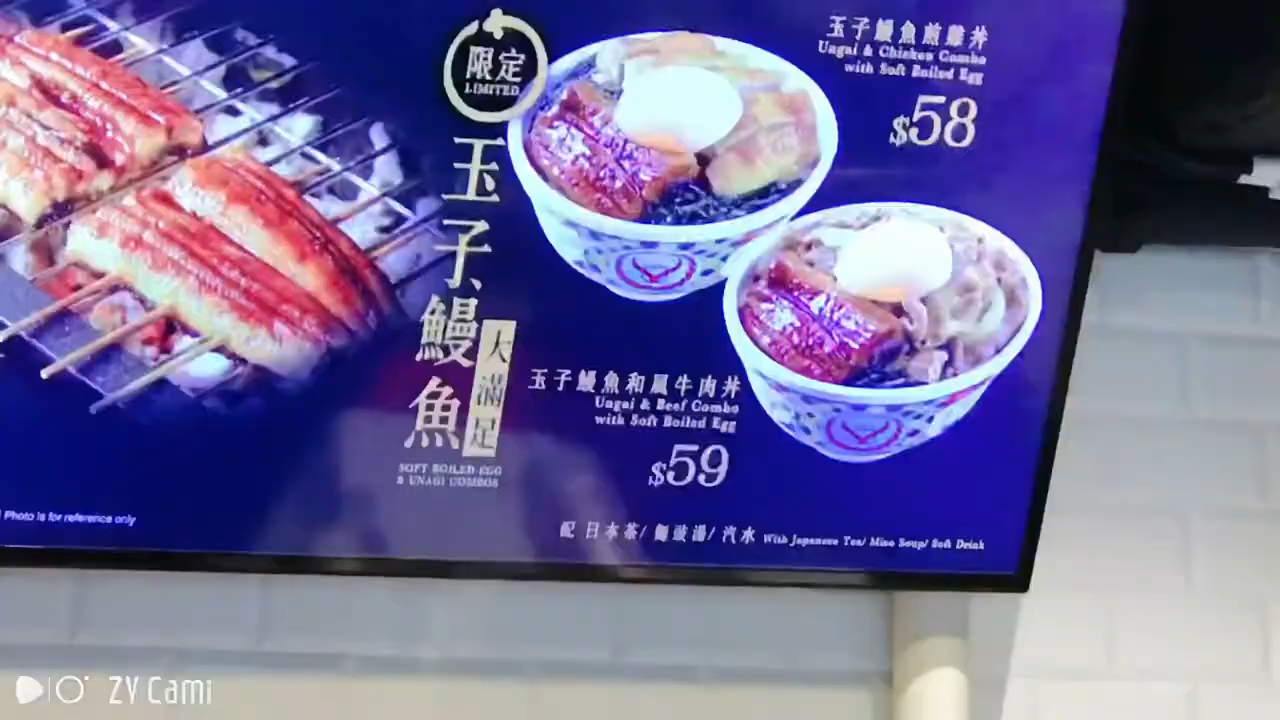 限定
LIMITED
玉子鰻魚
大滿足
SOFT BOILED EGG
& UNAGI COMBOS
玉子鰻魚煎雞丼
Ungai & Chicken Combo
with Soft Boiled Egg
$58
玉子鰻魚和風牛肉丼
Ungai & Beef Combo
with Soft Boiled Egg
$59
配 日本茶/ 麵豉湯/ 汽水 With Japanese Tea/ Miso Soup/ Soft Drink
Photo is for reference only
ZY Cami